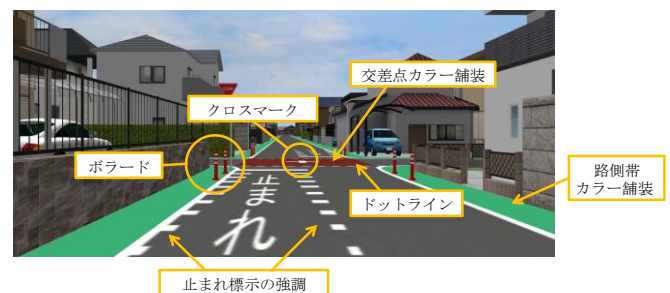 交差点カラー舗装
クロスマーク
ボラード
路側帯
カラー舗装
ドットライン
止まれ
止まれ標示の強調